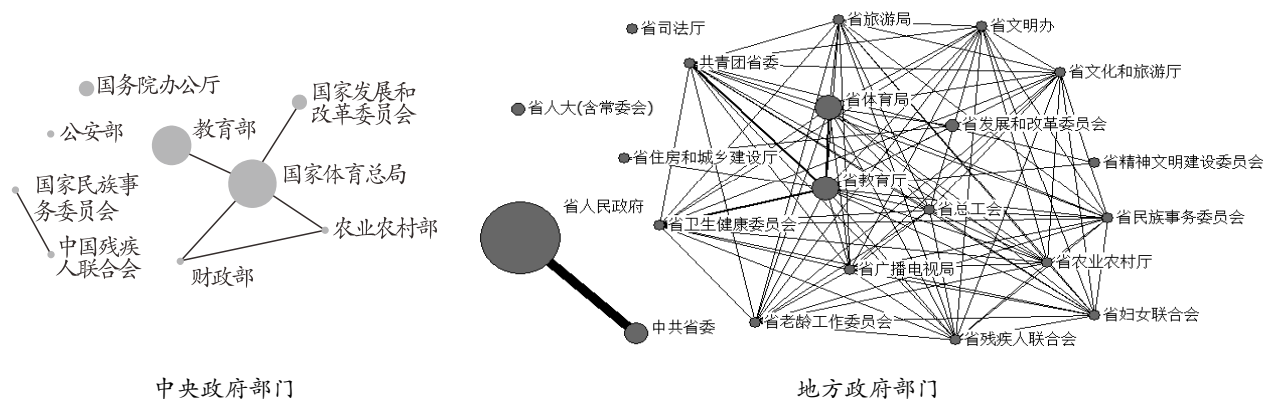 国务院办公厅
国家发展和
改革委员会
公安部
教育部
国家体育总局
国家民族事
务委员会
农业农村部
中国残疾
人联合会
财政部
中央政府部门
省司法厅
省旅游局
省文明办
共青团省委
省文化和旅游厅
省人大(含常委会)
省体育局
省发展和改革委员会
省住房和城乡建设厅
省精神文明建设委员会
省教育厅
省人民政府
省总工会
省卫生健康委员会
省民族事务委员会
省广播电视局
省农业农村厅
省妇女联合会
中共省委
省老龄工作委员会
省残疾人联合会
地方政府部门